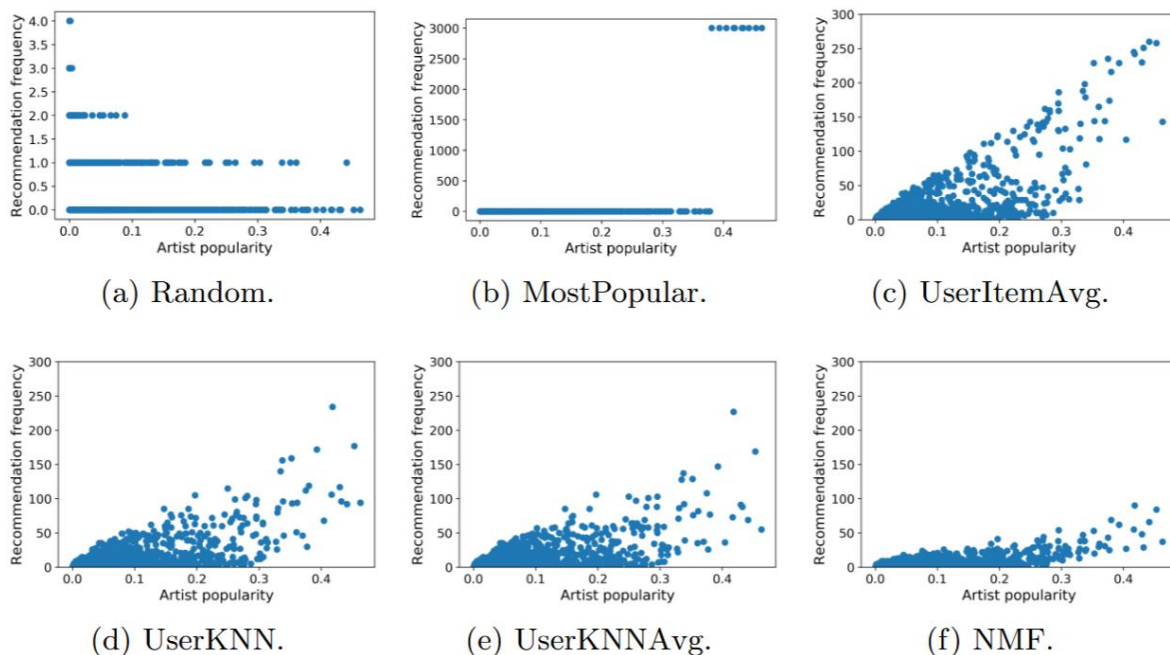 Recommendation frequency
4.0
3.5
3.0
2.5
2.0
1.5
1.0
0.5
0.0
0.0 0.1 0.2 0.3 0.4
Artist popularity
(a) Random.
Recommendation frequency
3000
2500
2000
1500
1000
500
0
0.0 0.1 0.2 0.3 0.4
Artist popularity
(b) MostPopular.
Recommendation frequency
300
250
200
150
100
50
0
0.0 0.1 0.2 0.3 0.4
Artist popularity
(c) UserItemAvg.
Recommendation frequency
300
250
200
150
100
50
0
0.0 0.1 0.2 0.3 0.4
Artist popularity
(d) UserKNN.
Recommendation frequency
300
250
200
150
100
50
0
0.0 0.1 0.2 0.3 0.4
Artist popularity
(e) UserKNNAvg.
Recommendation frequency
300
250
200
150
100
50
0
0.0 0.1 0.2 0.3 0.4
Artist popularity
(f) NMF.